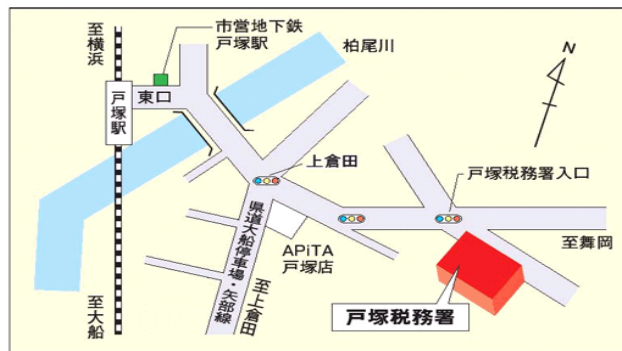 至横浜
市営地下鉄
戸塚駅
柏尾川
N
戸塚駅
東口
上倉田
戸塚税務署入口
県道大船停車場・矢部線
APiTA
戸塚店
至舞岡
至上倉田
戸塚税務署
至大船